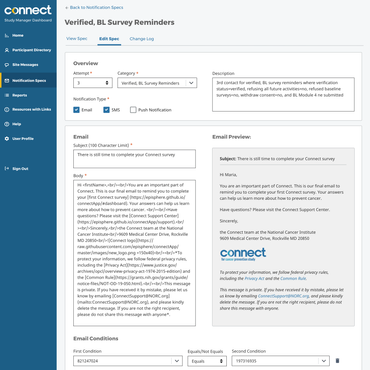 connect
Study Manager Dashboard
Home
Participant Directory
Site Messages
Notification Specs
Reports
Resources with Links
Help
User Profile
Sign Out
← Back to Notification Specs
Verified, BL Survey Reminders
View Spec
Edit Spec
Change Log
Overview
Attempt *
3
Category *
Verified, BL Survey Reminders
Notification Type *
Email
SMS
Push Notification
Description
3rd contact for verified, BL survey reminders where verification
status=verified, refusing all future activities=no, refused baseline
surveys=no, withdraw consent=no, and BL Module 4 ne submitted
Email
Subject (100 Character Limit) *
There is still time to complete your Connect survey
Body *
Hi <firstName>,<br/><br/>You are an important part of
Connect. This is our final email to remind you to complete
your [first Connect survey] (https://episphere.github.io/
connectApp/#dashboard). Your answers can help us learn
more about how to prevent cancer. <br/><br/>Have
questions? Please visit the [Connect Support Center]
(https://episphere.github.io/connectApp/support).<br/>
<br/>Sincerely,<br/>the Connect team at the National
Cancer Institute<br/>9609 Medical Center Drive, Rockville
MD 20850<br/>![Connect logo](https://
raw.githubusercontent.com/episphere/connectApp/
master/images/new_logo.png =160x40)<br/><br/>*To
protect your information, we follow federal privacy rules,
including the [Privacy Act](https://www.justice.gov/
archives/opcl/overview-privacy-act-1974-2015-edition) and
the [Common Rule](https://grants.nih.gov/grants/guide/
notice-files/NOT-OD-19-050.html).<br/><br/>This message
is private. If you have received it by mistake, please let us
know by emailing [ConnectSupport@NORC.org]
(mailto:ConnectSupport@NORC.org), and please kindly
delete the message. If you are not the right recipient,
please do not share this message with anyone*.
Email Preview:
Subject: There is still time to complete your Connect survey
Hi Maria,
You are an important part of Connect. This is our final email
to remind you to complete your first Connect survey. Your answers
can help us learn more about how to prevent cancer.
Have questions? Please visit the Connect Support Center.
Sincerely,
the Connect team at the National Cancer Institute
9609 Medical Center Drive, Rockville MD 20850
connect
for cancer prevention study
To protect your information, we follow federal privacy rules,
including the Privacy Act and the Common Rule.
This message is private. If you have received it by mistake, please let
us know by emailing ConnectSupport@NORC.org, and please kindly
delete the message. If you are not the right recipient, please do not
share this message with anyone.
Email Conditions
First Condition
821247024
Equals/Not Equals
Equals
Second Condition
197316935